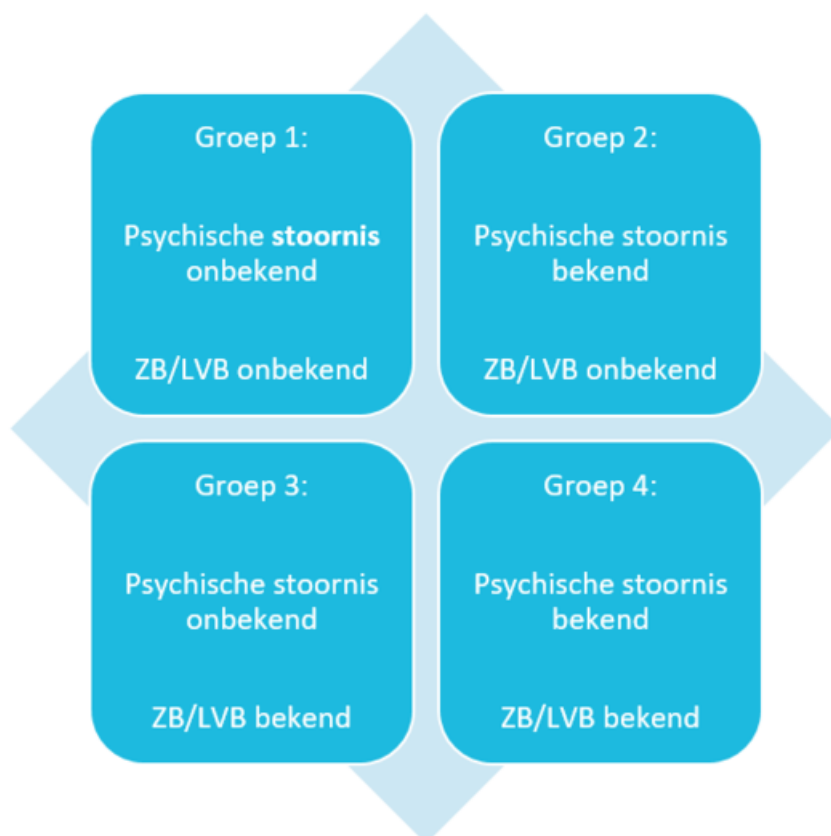 Groep 1:
Psychische stoornis
onbekend
ZB/LVB onbekend
Groep 2:
Psychische stoornis
bekend
ZB/LVB onbekend
Groep 3:
Psychische stoornis
onbekend
ZB/LVB bekend
Groep 4:
Psychische stoornis
bekend
ZB/LVB bekend